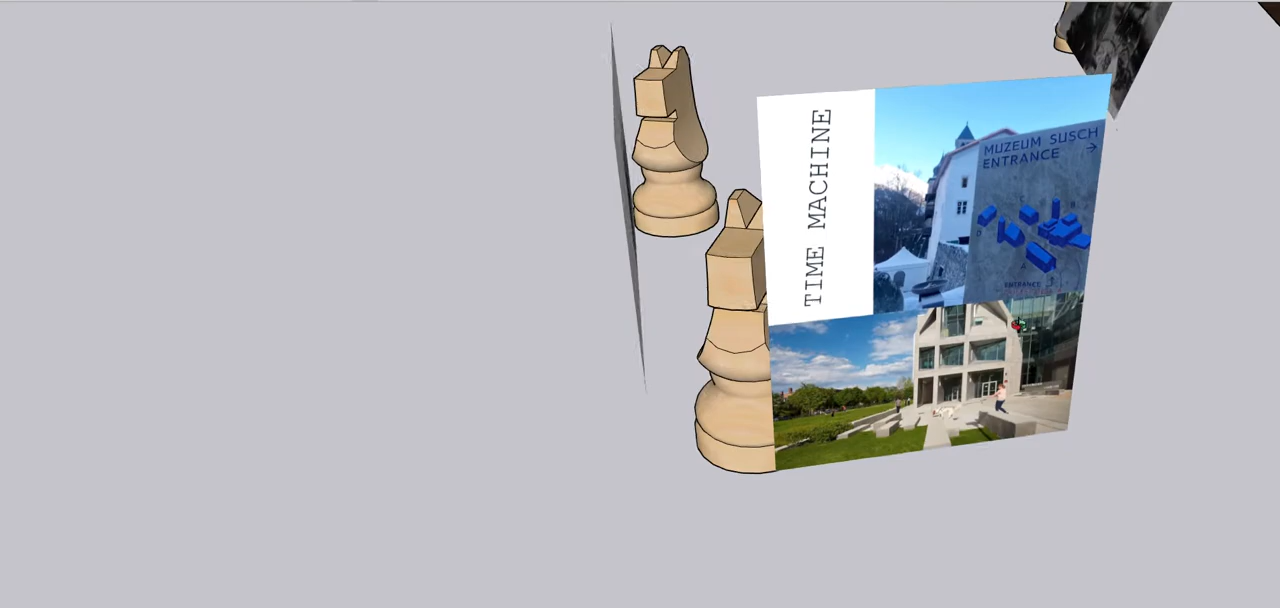 TIME MACHINE
MUZEUM SUSCH
ENTRANCE →
C
B
D
A
ENTRANCE